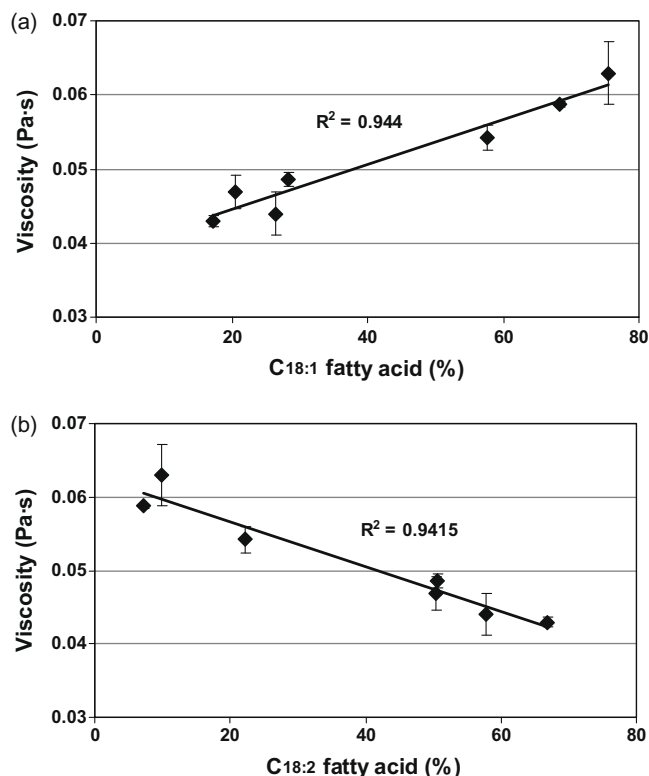 (a)
0.07
0.06
0.05
0.04
0.03
Viscosity (Pa·s)
R² = 0.944
0 20 40 60 80
C18:1 fatty acid (%)
(b)
0.07
0.06
0.05
0.04
0.03
Viscosity (Pa·s)
R² = 0.9415
0 20 40 60 80
C18:2 fatty acid (%)